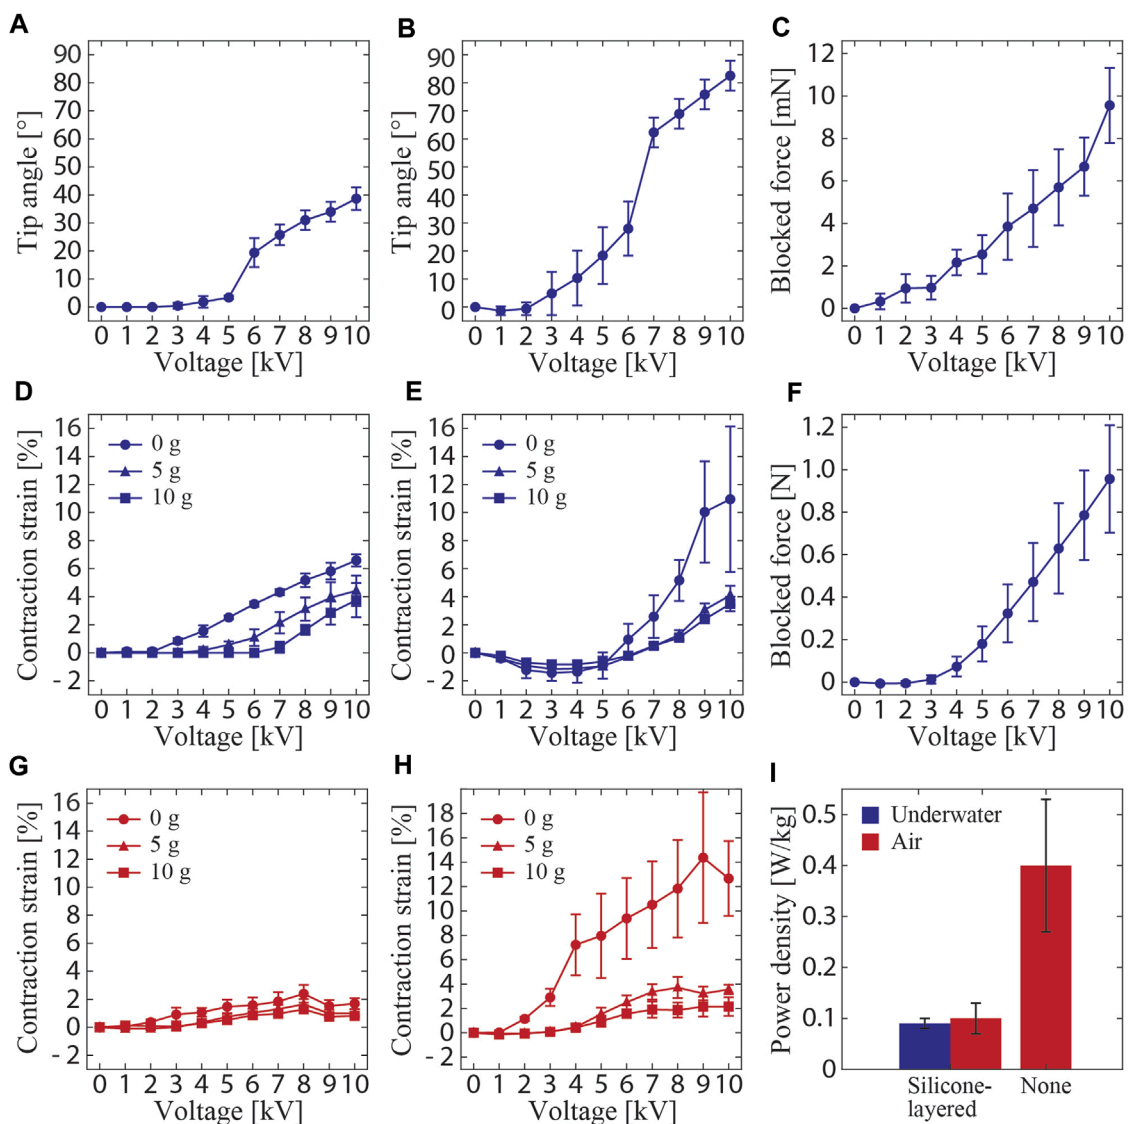 A
Tip angle [°]
90
80
70
60
50
40
30
20
10
0
0 1 2 3 4 5 6 7 8 9 10
Voltage [kV]
B
Tip angle [°]
90
80
70
60
50
40
30
20
10
0
0 1 2 3 4 5 6 7 8 9 10
Voltage [kV]
C
Blocked force [mN]
12
10
8
6
4
2
0
0 1 2 3 4 5 6 7 8 9 10
Voltage [kV]
D
Contraction strain [%]
16
14
12
10
8
6
4
2
0
-2
0 g
5 g
10 g
0 1 2 3 4 5 6 7 8 9 10
Voltage [kV]
E
Contraction strain [%]
16
14
12
10
8
6
4
2
0
-2
0 g
5 g
10 g
0 1 2 3 4 5 6 7 8 9 10
Voltage [kV]
F
Blocked force [N]
1.2
1.0
0.8
0.6
0.4
0.2
0
0 1 2 3 4 5 6 7 8 9 10
Voltage [kV]
G
Contraction strain [%]
16
14
12
10
8
6
4
2
0
-2
0 g
5 g
10 g
0 1 2 3 4 5 6 7 8 9 10
Voltage [kV]
H
Contraction strain [%]
18
16
14
12
10
8
6
4
2
0
-2
0 g
5 g
10 g
0 1 2 3 4 5 6 7 8 9 10
Voltage [kV]
I
Power density [W/kg]
0.5
0.4
0.3
0.2
0.1
0
Underwater
Air
Silicone-
layered
None